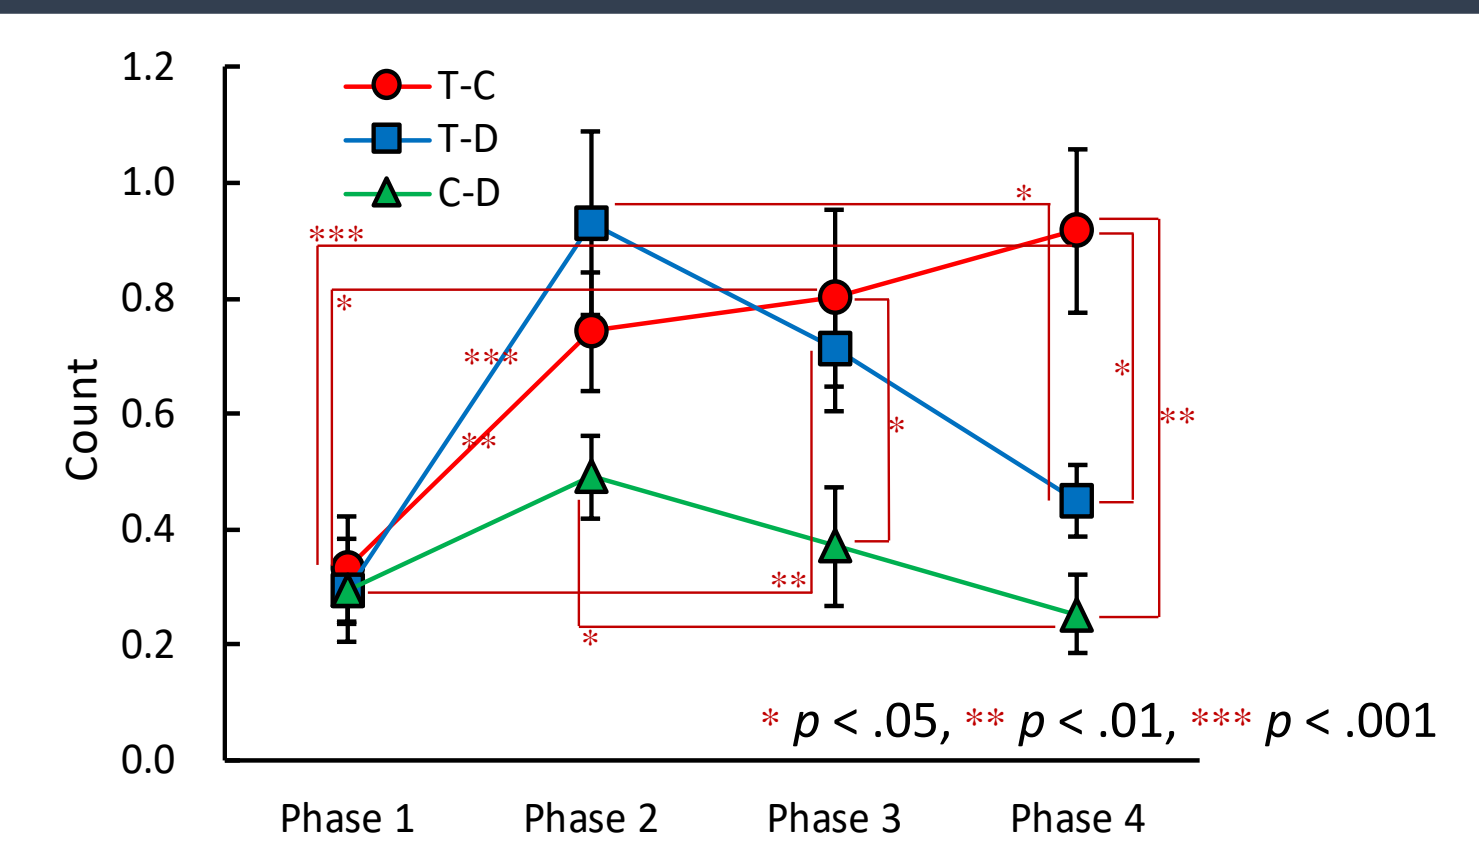 1.2
T-C
T-D
1.0
C-D
*
***
0.8
*
***
*
0.6
*
**
**
Count
0.4
**
*
0.2
* p < .05, ** p < .01, *** p < .001
0.0
Phase 1 Phase 2 Phase 3 Phase 4